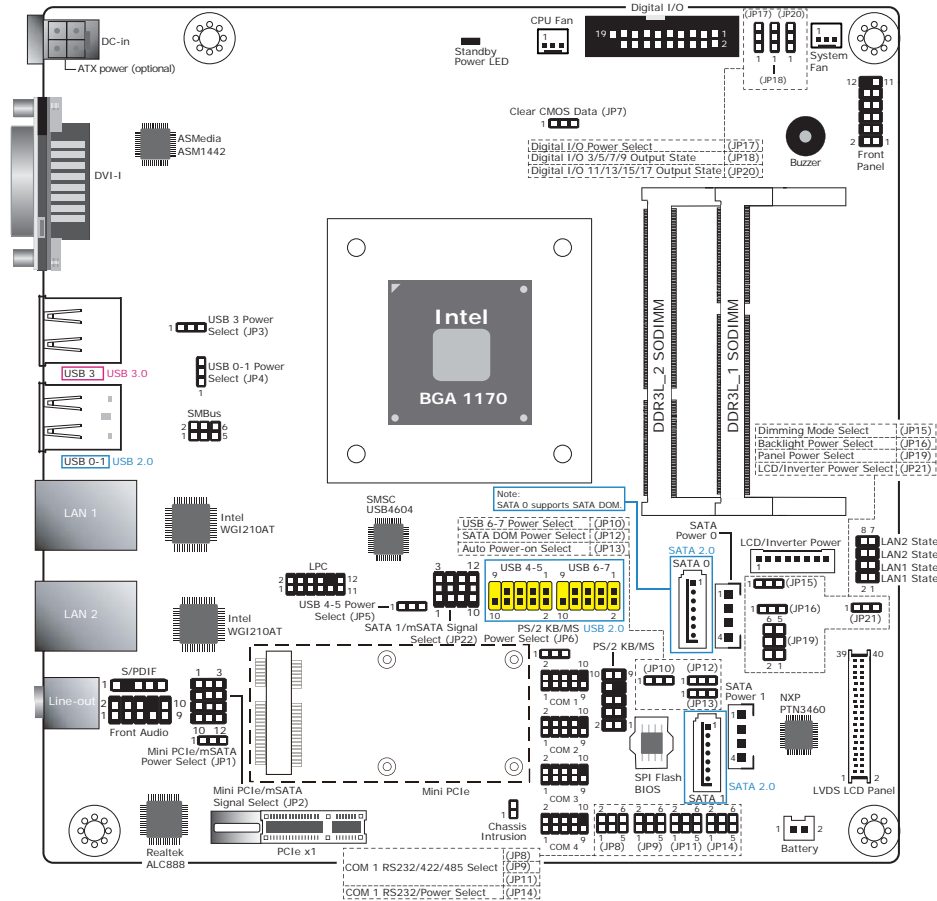 Digital I/O
(JP17) (JP20)
CPU Fan
1
19
1
2
1 1 1
(JP18)
1
System
Fan
DC-in
ATX power (optional)
Standby
Power LED
12 11
2 1
Front
Panel
Clear CMOS Data (JP7)
1
ASMedia
ASM1442
Buzzer
Digital I/O Power Select (JP17)
Digital I/O 3/5/7/9 Output State (JP18)
Digital I/O 11/13/15/17 Output State (JP20)
DVI-I
Intel
BGA 1170
DDR3L_2 SODIMM
DDR3L_1 SODIMM
1
USB 3 Power
Select (JP3)
USB 3 USB 3.0
USB 0-1 Power
Select (JP4)
1
SMBus
2 6
1 5
USB 0-1 USB 2.0
Dimming Mode Select (JP15)
Backlight Power Select (JP16)
Panel Power Select (JP19)
LCD/Inverter Power Select (JP21)
Note:
SATA 0 supports SATA DOM.
LAN 1
Intel
WGI210AT
SMSC
USB4604
USB 6-7 Power Select (JP10)
SATA DOM Power Select (JP12)
Auto Power-on Select (JP13)
SATA
Power 0
SATA 2.0
SATA 0
1
1
4
LCD/Inverter Power
1
8 7
LAN2 State
LAN2 State
LAN1 State
LAN1 State
2 1
LPC
2 12
1 11
USB 4-5 Power
Select (JP5)
1
3 12
1 10
SATA 1/mSATA Signal
Select (JP22)
USB 4-5 USB 6-7
9 1 9 1
10 2 10 2
PS/2 KB/MS USB 2.0
Power Select (JP6)
1
1 (JP15)
1 (JP16)
6 5
(JP19)
2 1
1
(JP21)
LAN 2
Intel
WGI210AT
PS/2 KB/MS
10 9
2 1
(JP10)
1
(JP12)
1
1
(JP13)
39 40
1 2
LVDS LCD Panel
S/PDIF
1
Line-out
2 10
1 9
Front Audio
1 3
10 12
1
Mini PCIe/mSATA
Power Select (JP1)
2 10
1 9
COM 1
2 10
1 9
COM 2
2 10
1 9
COM 3
2 10
1 9
COM 4
SPI Flash
BIOS
SATA
Power 1
1
4
1
SATA 1
SATA 2.0
NXP
PTN3460
Mini PCIe/mSATA
Signal Select (JP2)
Mini PCIe
PCIe x1
1
Chassis
Intrusion
2 6 2 6 2 6 2 6
1 5 1 5 1 5 1 5
(JP8) (JP9) (JP11) (JP14)
1 2
Battery
Realtek
ALC888
COM 1 RS232/422/485 Select (JP8)
(JP9)
(JP11)
COM 1 RS232/Power Select (JP14)